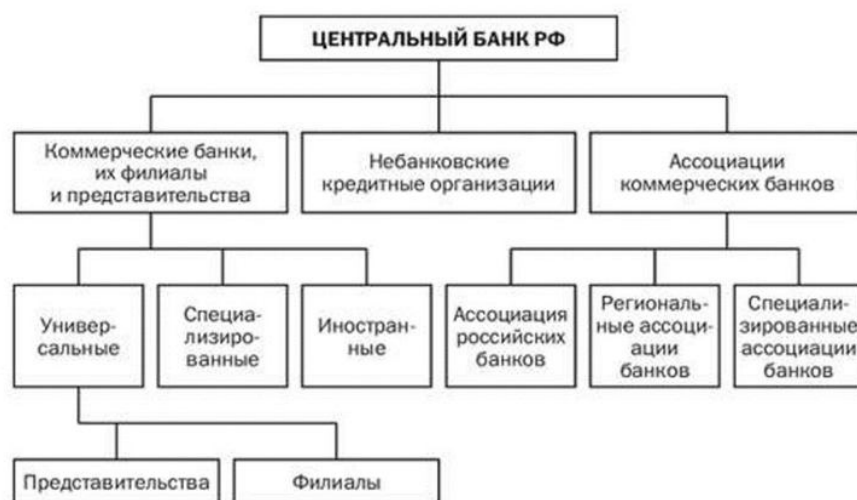 ЦЕНТРАЛЬНЫЙ БАНК РФ
Коммерческие банки,
их филиалы
и представительства
Небанковские
кредитные организации
Ассоциации
коммерческих банков
Универ-
сальные
Специа-
лизиро-
ванные
Иностран-
ные
Ассоциация
российских
банков
Региональ-
ные ассоци-
ации
банков
Специали-
зированные
ассоциации
банков
Представительства
Филиалы